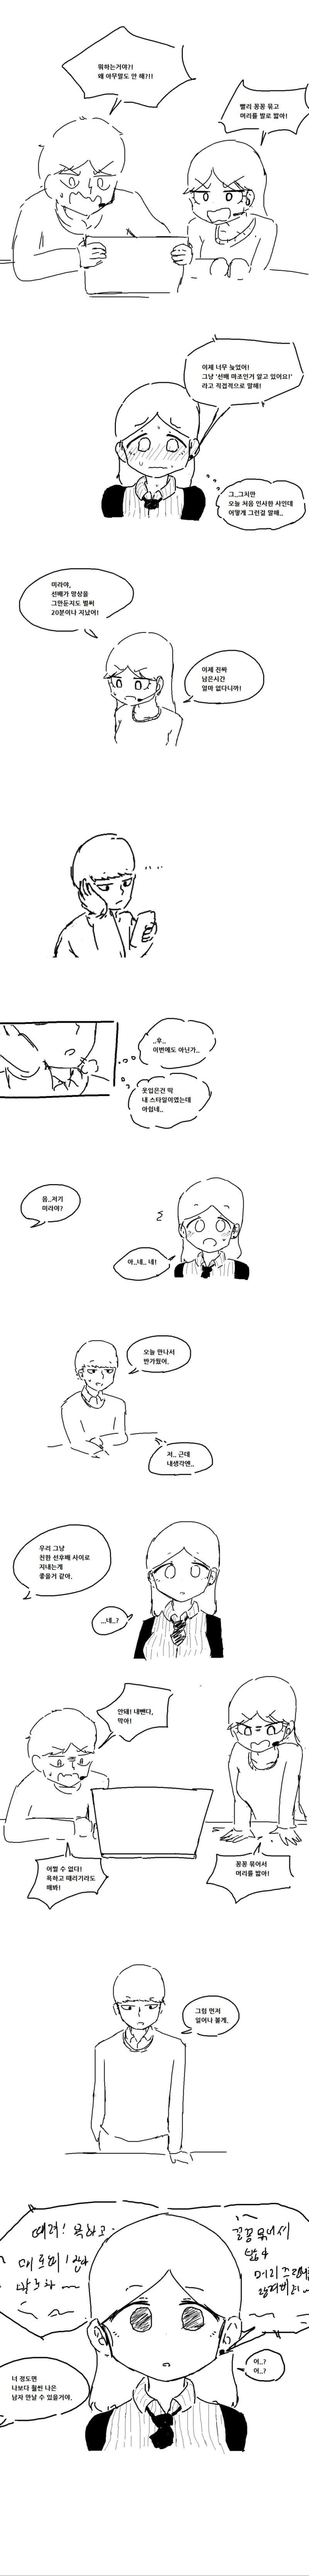 뭐하는거야?!
왜 아무말도 안 해?!!
빨리 꽁꽁 묶고
머리를 발로 밟아!
이제 너무 늦었어!
그냥 '선배 마조인거 알고 있어요!'
라고 직접적으로 말해!
그..그치만
오늘 처음 인사한 사인데
어떻게 그런걸 말해..
미라야,
선배가 명상을
그만둔지도 벌써
20분이나 지났어!
이제 진짜
남은시간
얼마 없다니까!
..후..
이번에도 아닌가..
옷입은건 딱
내 스타일이였는데
아쉽네..
음..저기
미라야?
아..네.. 네!
오늘 만나서
반가웠어.
저.. 근데
내생각엔..
우리 그냥
친한 선후배 사이로
지내는게
좋을거 같아.
...네..?
안돼! 내뺀다,
막아!
어쩔 수 없다!
욕하고 때리기라도
해봐!
꽁꽁 묶어서
머리를 밟아!
그럼 먼저
일어나 볼게.
때려! 욕하고
꽁꽁 묶어서
어..?
어..?
너 정도면
나보다 훨씬 나은
남자 만날 수 있을거야.